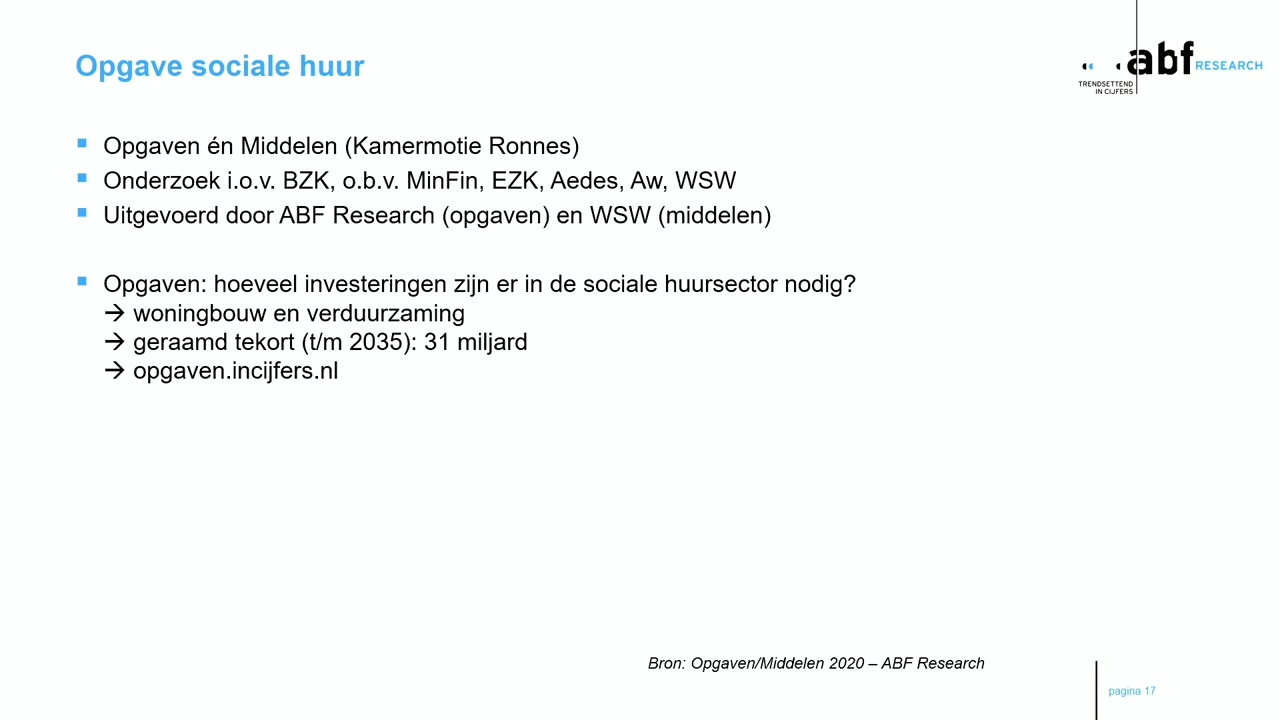 Opgave sociale huur
abf RESEARCH
TRENDSETTEND
IN CIJFERS
Opgaven én Middelen (Kamermotie Ronnes)
Onderzoek i.o.v. BZK, o.b.v. MinFin, EZK, Aedes, Aw, WSW
Uitgevoerd door ABF Research (opgaven) en WSW (middelen)
Opgaven: hoeveel investeringen zijn er in de sociale huursector nodig?
→ woningbouw en verduurzaming
→ geraamd tekort (t/m 2035): 31 miljard
→ opgaven.incijfers.nl
Bron: Opgaven/Middelen 2020 – ABF Research
pagina 17